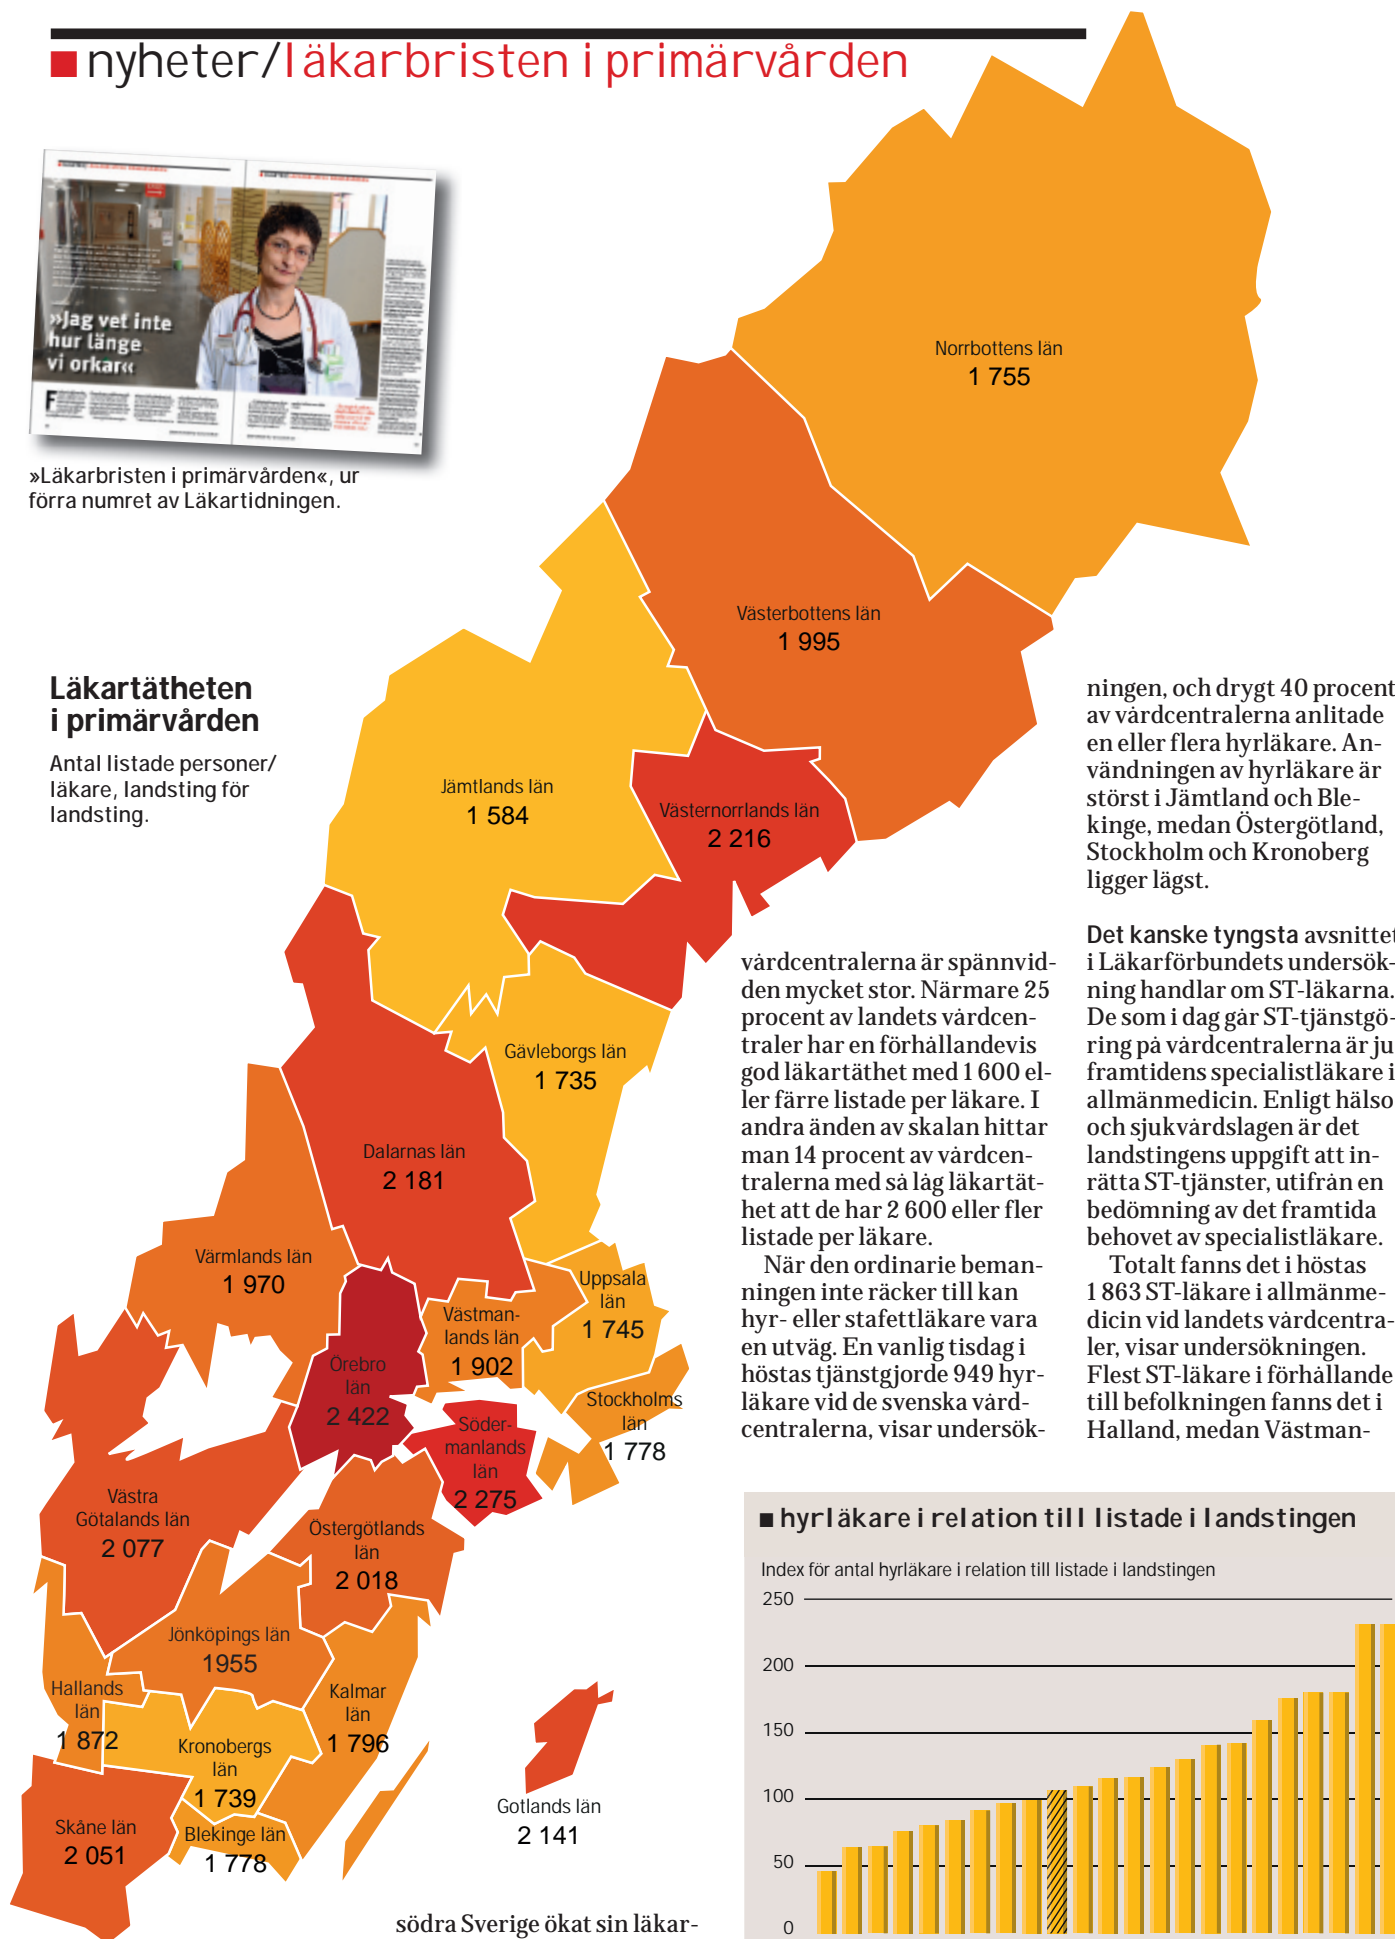 nyheter/läkarbristen i primärvården
»Jag vet inte
hur länge
vi orkar«
»Läkarbristen i primärvården«, ur
förra numret av Läkartidningen.
Läkartätheten
i primärvården
Antal listade personer/
läkare, landsting för
landsting.
Norrbottens län
1 755
Västerbottens län
1 995
Jämtlands län
1 584
Västernorrlands län
2 216
Gävleborgs län
1 735
Dalarnas län
2 181
Värmlands län
1 970
Uppsala
län
1 745
Västman-
lands län
1 902
Örebro
län
2 422
Stockholms
län
1 778
Söder-
manlands
län
2 275
Västra
Götalands län
2 077
Östergötlands
län
2 018
Jönköpings län
1955
Hallands
län
1 872
Kalmar
län
1 796
Kronobergs
län
1 739
Gotlands län
2 141
Skåne län
2 051
Blekinge län
1 778
södra Sverige ökat sin läkar-
vårdcentralerna är spännvid-
den mycket stor. Närmare 25
procent av landets vårdcen-
traler har en förhållandevis
god läkartäthet med 1 600 el-
ler färre listade per läkare. I
andra änden av skalan hittar
man 14 procent av vårdcen-
tralerna med så låg läkartät-
het att de har 2 600 eller fler
listade per läkare.
När den ordinarie beman-
ningen inte räcker till kan
hyr- eller stafettläkare vara
en utväg. En vanlig tisdag i
höstas tjänstgjorde 949 hyr-
läkare vid de svenska vård-
centralerna, visar undersök-
ningen, och drygt 40 procent
av vårdcentralerna anlitade
en eller flera hyrläkare. An-
vändningen av hyrläkare är
störst i Jämtland och Ble-
kinge, medan Östergötland,
Stockholm och Kronoberg
ligger lägst.
Det kanske tyngsta avsnittet
i Läkarförbundets undersök-
ning handlar om ST-läkarna.
De som i dag går ST-tjänstgö-
ring på vårdcentralerna är ju
framtidens specialistläkare i
allmänmedicin. Enligt hälso
och sjukvårdslagen är det
landstingens uppgift att in-
rätta ST-tjänster, utifrån en
bedömning av det framtida
behovet av specialistläkare.
Totalt fanns det i höstas
1 863 ST-läkare i allmänme-
dicin vid landets vårdcentra-
ler, visar undersökningen.
Flest ST-läkare i förhållande
till befolkningen fanns det i
Halland, medan Västman-
hyrläkare i relation till listade i landstingen
Index för antal hyrläkare i relation till listade i landstingen
250
200
150
100
50
0